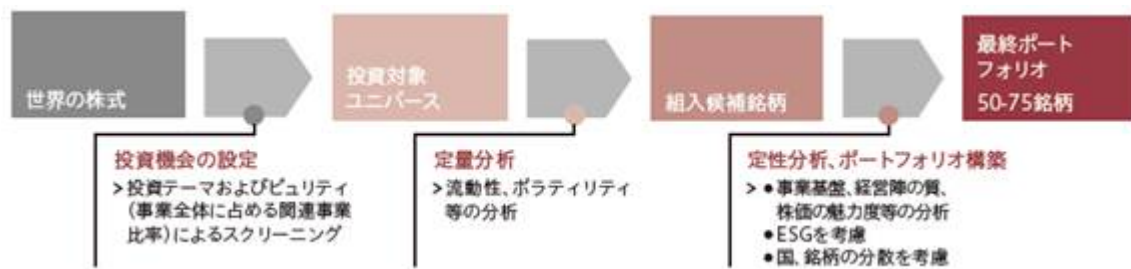 世界の株式
投資対象
ユニバース
組入候補銘柄
最終ポート
フォリオ
50-75銘柄
投資機会の設定
>投資テーマおよびピュリティ
(事業全体に占める関連事業
比率)によるスクリーニング
定量分析
>流動性、ボラティリティ
等の分析
定性分析、ポートフォリオ構築
>●事業基盤、経営陣の質、
株価の魅力度等の分析
●ESGを考慮
●国、銘柄の分散を考慮